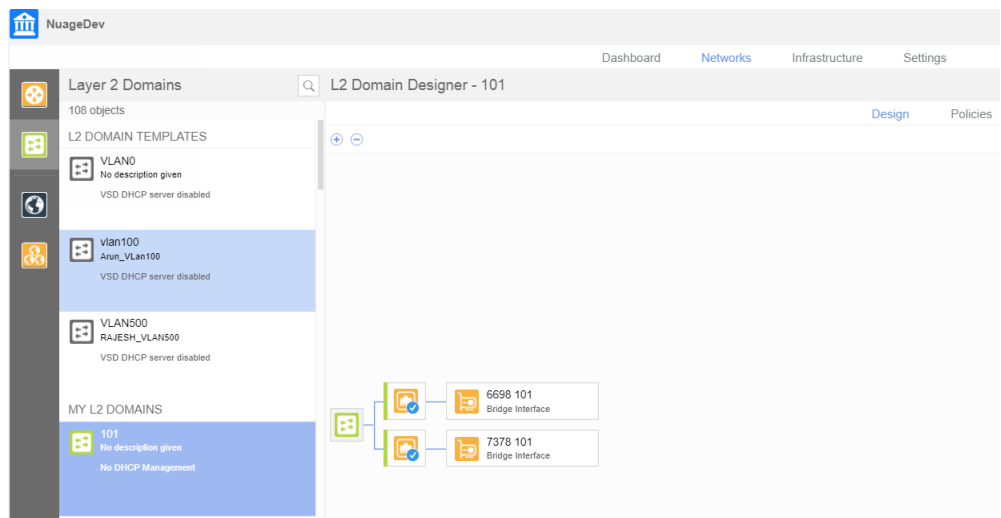 NuageDev
Dashboard Networks Infrastructure Settings
Layer 2 Domains
L2 Domain Designer - 101
108 objects
Design Policies
L2 DOMAIN TEMPLATES
VLAN0
No description given
VSD DHCP server disabled
vlan100
Arun_VLan100
VSD DHCP server disabled
VLAN500
RAJESH_VLAN500
VSD DHCP server disabled
MY L2 DOMAINS
101
No description given
No DHCP Management
6698 101
Bridge Interface
7378 101
Bridge Interface